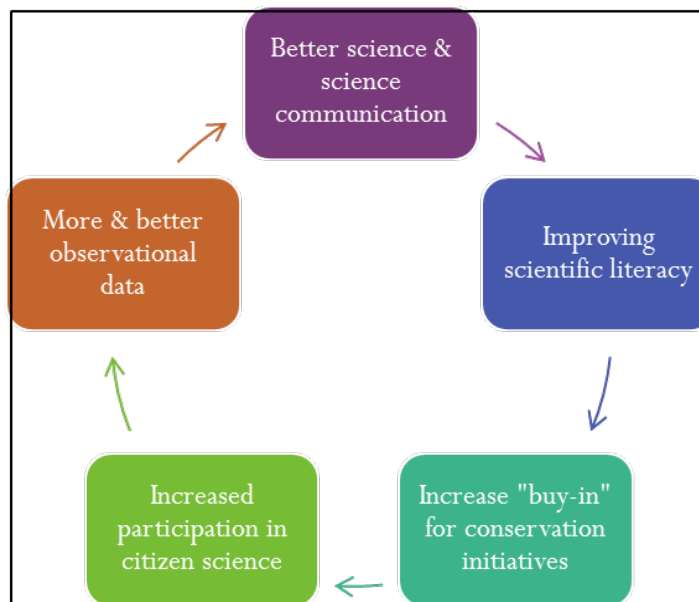 Better science &
science
communication
Improving
scientific literacy
Increase "buy-in"
for conservation
initiatives
Increased
participation in
citizen science
More & better
observational
data